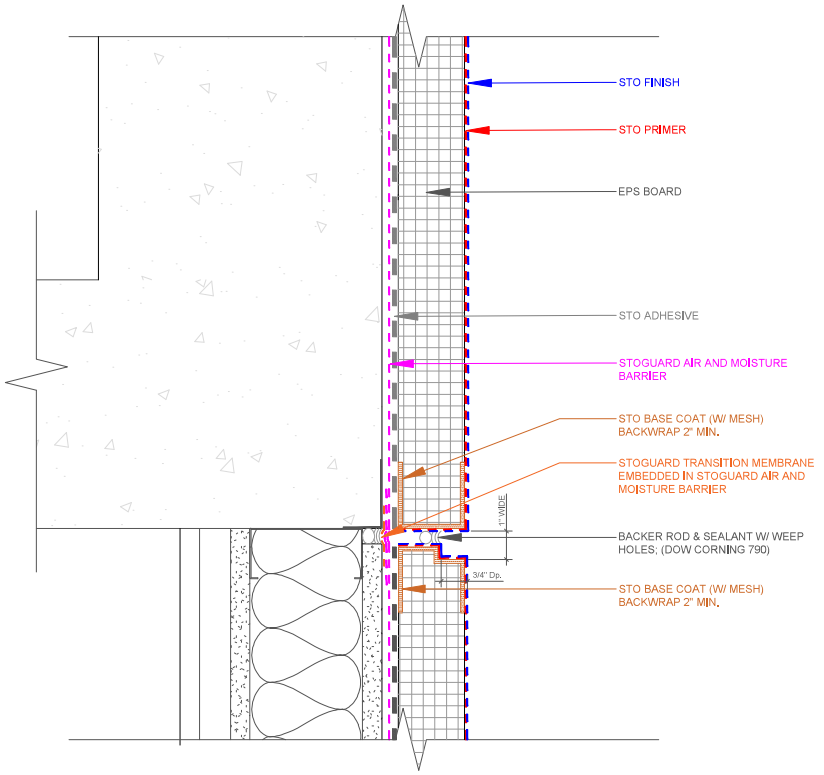 STO FINISH
STO PRIMER
EPS BOARD
STO ADHESIVE
STOGUARD AIR AND MOISTURE
BARRIER
STO BASE COAT (W/ MESH)
BACKWRAP 2" MIN.
STOGUARD TRANSITION MEMBRANE
EMBEDDED IN STOGUARD AIR AND
MOISTURE BARRIER
1" WIDE
BACKER ROD & SEALANT W/ WEEP
HOLES; (DOW CORNING 790)
3/4" Dp.
STO BASE COAT (W/ MESH)
BACKWRAP 2" MIN.